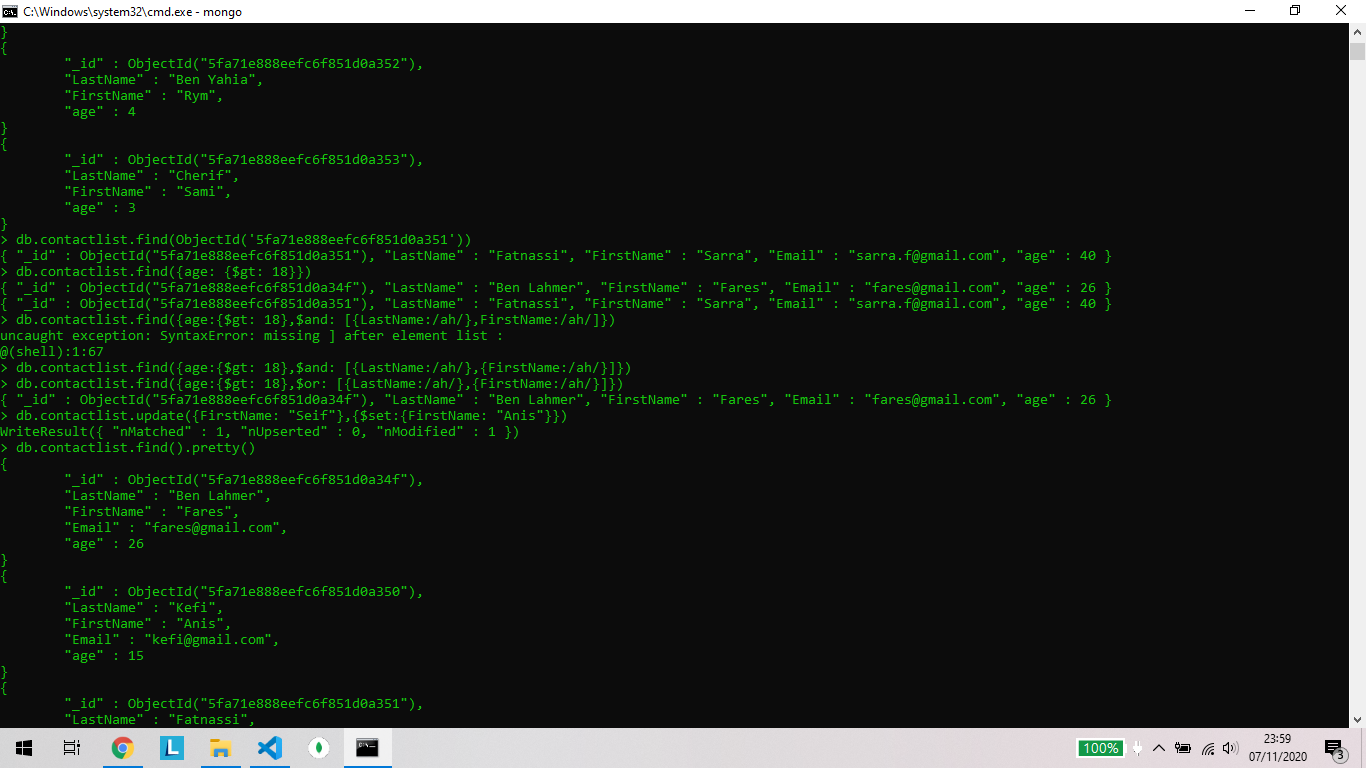 C:\Windows\system32\cmd.exe - mongo
}
{
        "_id" : ObjectId("5fa71e888eefc6f851d0a352"),
        "LastName" : "Ben Yahia",
        "FirstName" : "Rym",
        "age" : 4
}
{
        "_id" : ObjectId("5fa71e888eefc6f851d0a353"),
        "LastName" : "Cherif",
        "FirstName" : "Sami",
        "age" : 3
}
> db.contactlist.find(ObjectId('5fa71e888eefc6f851d0a351'))
{ "_id" : ObjectId("5fa71e888eefc6f851d0a351"), "LastName" : "Fatnassi", "FirstName" : "Sarra", "Email" : "sarra.f@gmail.com", "age" : 40 }
> db.contactlist.find({age: {$gt: 18}})
{ "_id" : ObjectId("5fa71e888eefc6f851d0a34f"), "LastName" : "Ben Lahmer", "FirstName" : "Fares", "Email" : "fares@gmail.com", "age" : 26 }
{ "_id" : ObjectId("5fa71e888eefc6f851d0a351"), "LastName" : "Fatnassi", "FirstName" : "Sarra", "Email" : "sarra.f@gmail.com", "age" : 40 }
> db.contactlist.find({age:{$gt: 18},$and: [{LastName:/ah/},FirstName:/ah/]})
uncaught exception: SyntaxError: missing ] after element list :
@(shell):1:67
> db.contactlist.find({age:{$gt: 18},$and: [{LastName:/ah/},{FirstName:/ah/}]})
> db.contactlist.find({age:{$gt: 18},$or: [{LastName:/ah/},{FirstName:/ah/}]})
{ "_id" : ObjectId("5fa71e888eefc6f851d0a34f"), "LastName" : "Ben Lahmer", "FirstName" : "Fares", "Email" : "fares@gmail.com", "age" : 26 }
> db.contactlist.update({FirstName: "Seif"},{$set:{FirstName: "Anis"}})
WriteResult({ "nMatched" : 1, "nUpserted" : 0, "nModified" : 1 })
> db.contactlist.find().pretty()
{
        "_id" : ObjectId("5fa71e888eefc6f851d0a34f"),
        "LastName" : "Ben Lahmer",
        "FirstName" : "Fares",
        "Email" : "fares@gmail.com",
        "age" : 26
}
{
        "_id" : ObjectId("5fa71e888eefc6f851d0a350"),
        "LastName" : "Kefi",
        "FirstName" : "Anis",
        "Email" : "kefi@gmail.com",
        "age" : 15
}
{
        "_id" : ObjectId("5fa71e888eefc6f851d0a351"),
        "LastName" : "Fatnassi",
L
C:\
100%
23:59
07/11/2020
3